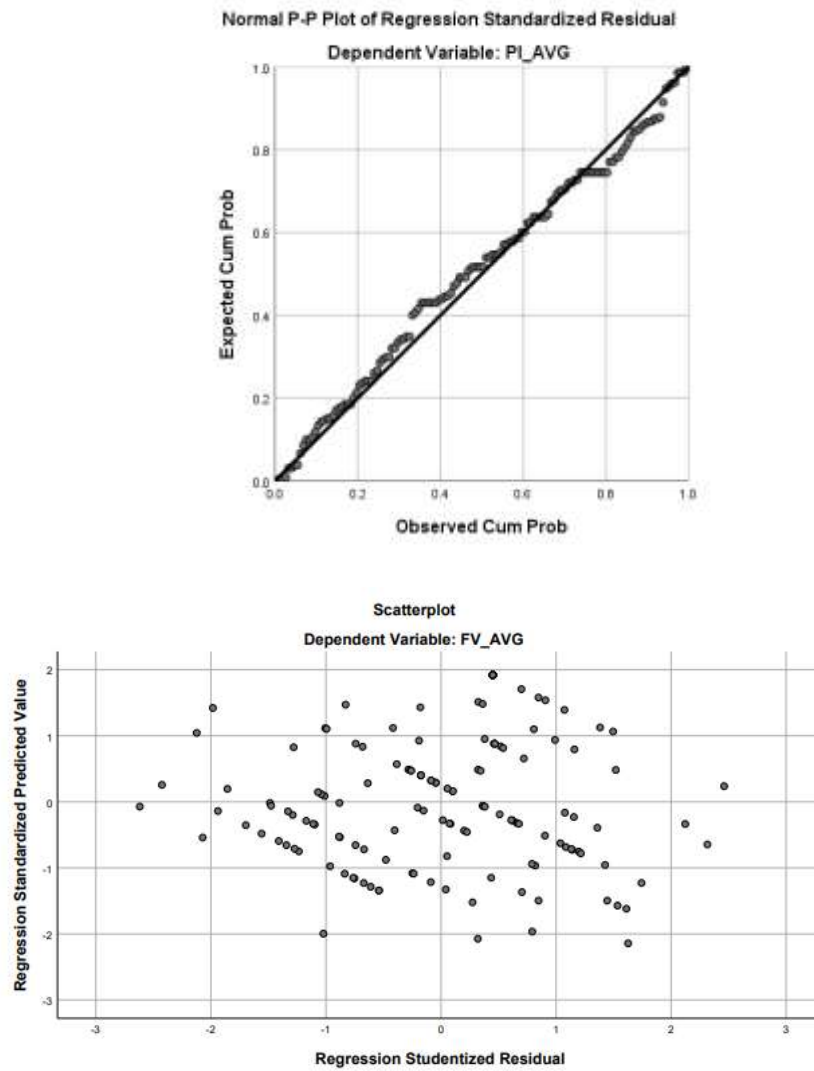 Normal P-P Plot of Regression Standardized Residual
Dependent Variable: PI_AVG
1.0
0.8
0.6
0.4
0.2
0.0
Expected Cum Prob
0.0 0.2 0.4 0.6 0.8 1.0
Observed Cum Prob
Scatterplot
Dependent Variable: FV_AVG
2
1
0
-1
-2
-3
Regression Standardized Predicted Value
-3 -2 -1 0 1 2 3
Regression Studentized Residual